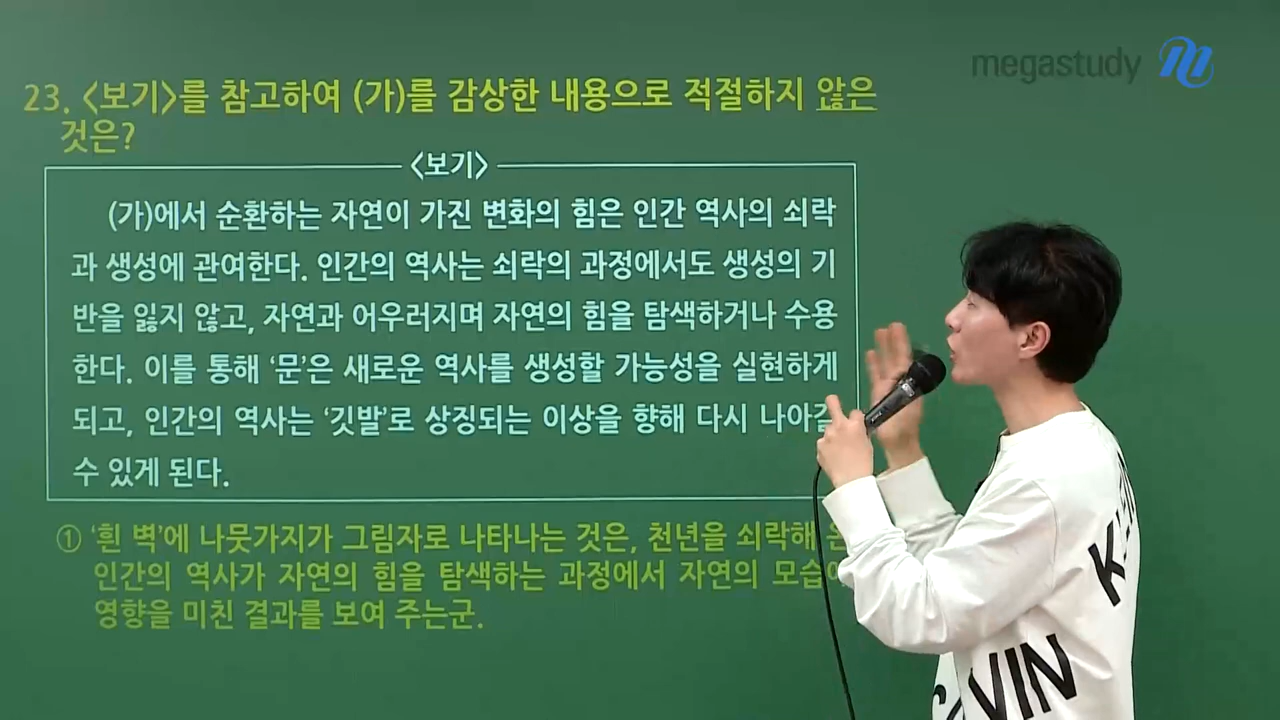 megastudy
23. <보기>를 참고하여 (가)를 감상한 내용으로 적절하지 않은
것은?
<보기>
(가)에서 순환하는 자연이 가진 변화의 힘은 인간 역사의 쇠락
과 생성에 관여한다. 인간의 역사는 쇠락의 과정에서도 생성의 기
반을 잃지 않고, 자연과 어우러지며 자연의 힘을 탐색하거나 수용
한다. 이를 통해 ‘문’은 새로운 역사를 생성할 가능성을 실현하게
되고, 인간의 역사는 ‘깃발’로 상징되는 이상을 향해 다시 나아갈
수 있게 된다.
① ‘흰 벽’에 나뭇가지가 그림자로 나타나는 것은, 천년을 쇠락해 온
인간의 역사가 자연의 힘을 탐색하는 과정에서 자연의 모습에
영향을 미친 결과를 보여 주는군.
VIN